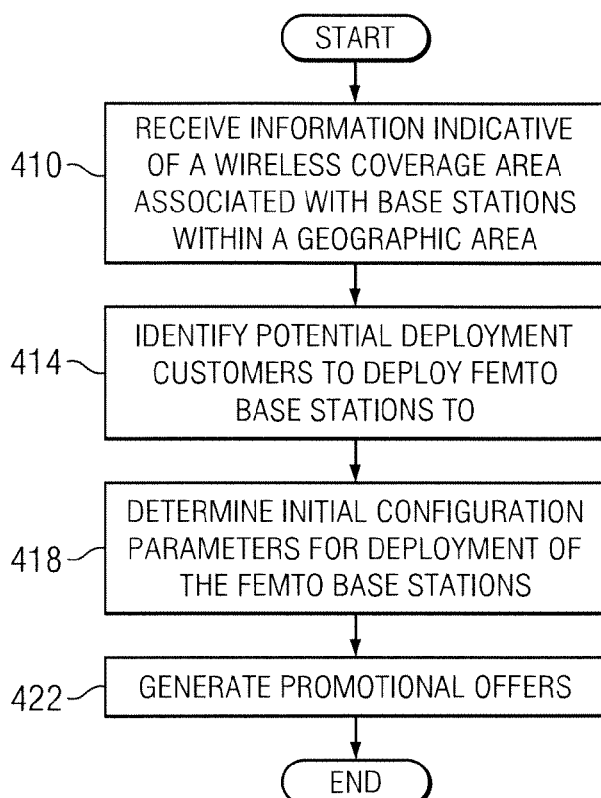 START
410
RECEIVE INFORMATION INDICATIVE
OF A WIRELESS COVERAGE AREA
ASSOCIATED WITH BASE STATIONS
WITHIN A GEOGRAPHIC AREA
414
IDENTIFY POTENTIAL DEPLOYMENT
CUSTOMERS TO DEPLOY FEMTO
BASE STATIONS TO
418
DETERMINE INITIAL CONFIGURATION
PARAMETERS FOR DEPLOYMENT OF
THE FEMTO BASE STATIONS
422
GENERATE PROMOTIONAL OFFERS
END